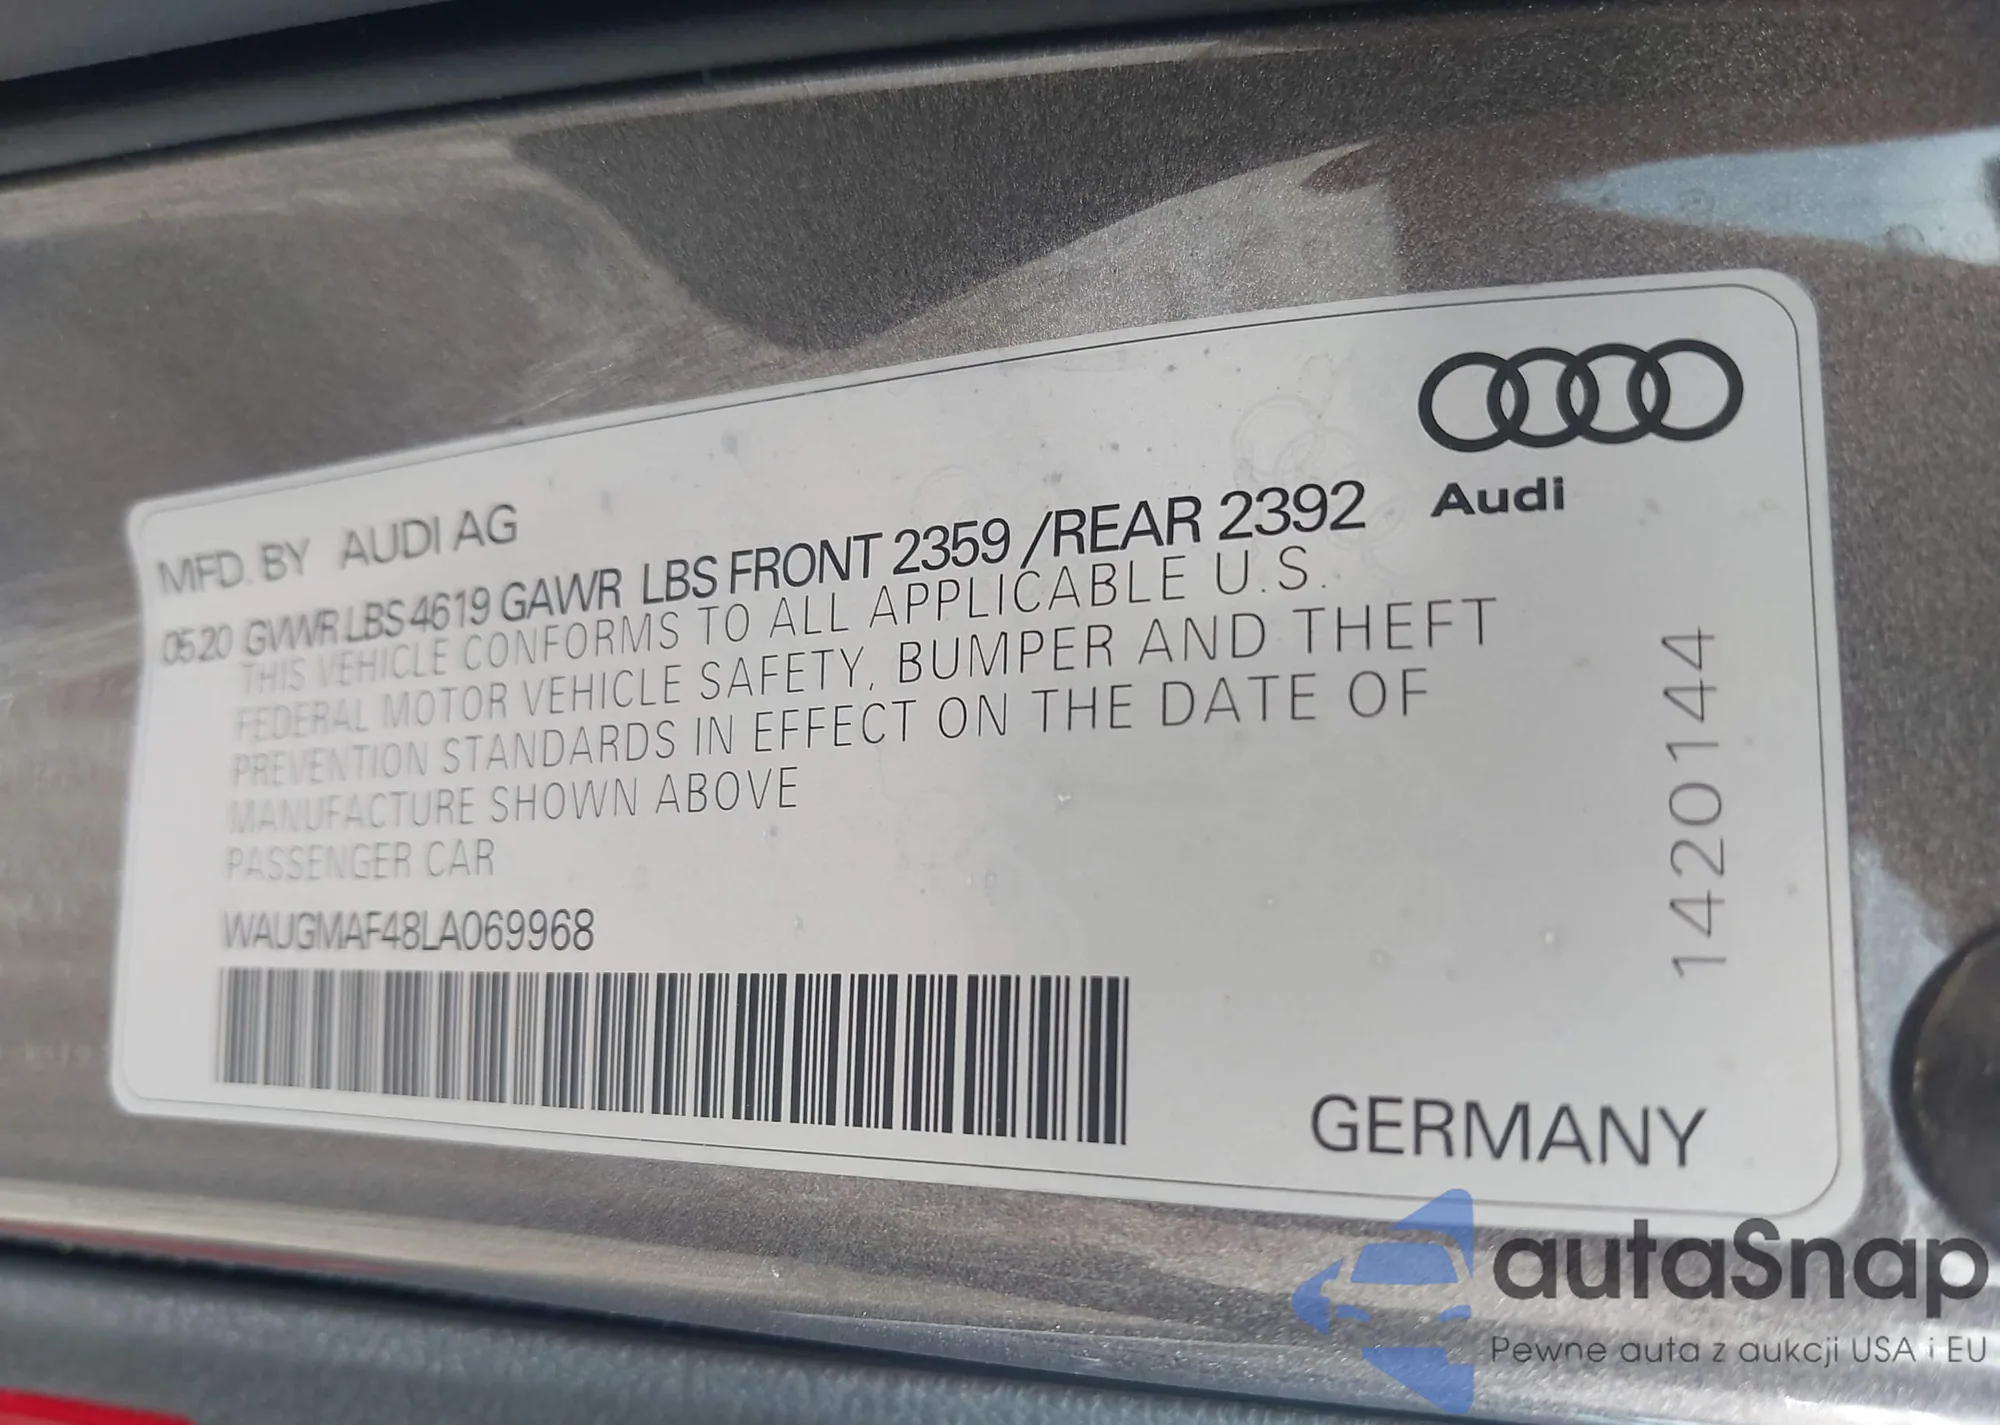 Audi
MFD. BY AUDI AG
05.20 GVWR LBS 4619 GAWR LBS FRONT 2359 /REAR 2392
THIS VEHICLE CONFORMS TO ALL APPLICABLE U.S.
FEDERAL MOTOR VEHICLE SAFETY, BUMPER AND THEFT
PREVENTION STANDARDS IN EFFECT ON THE DATE OF
MANUFACTURE SHOWN ABOVE
PASSENGER CAR
WAUGMAF48LA069968
1420144
GERMANY
autaSnap
Pewne auta z aukcji USA i EU